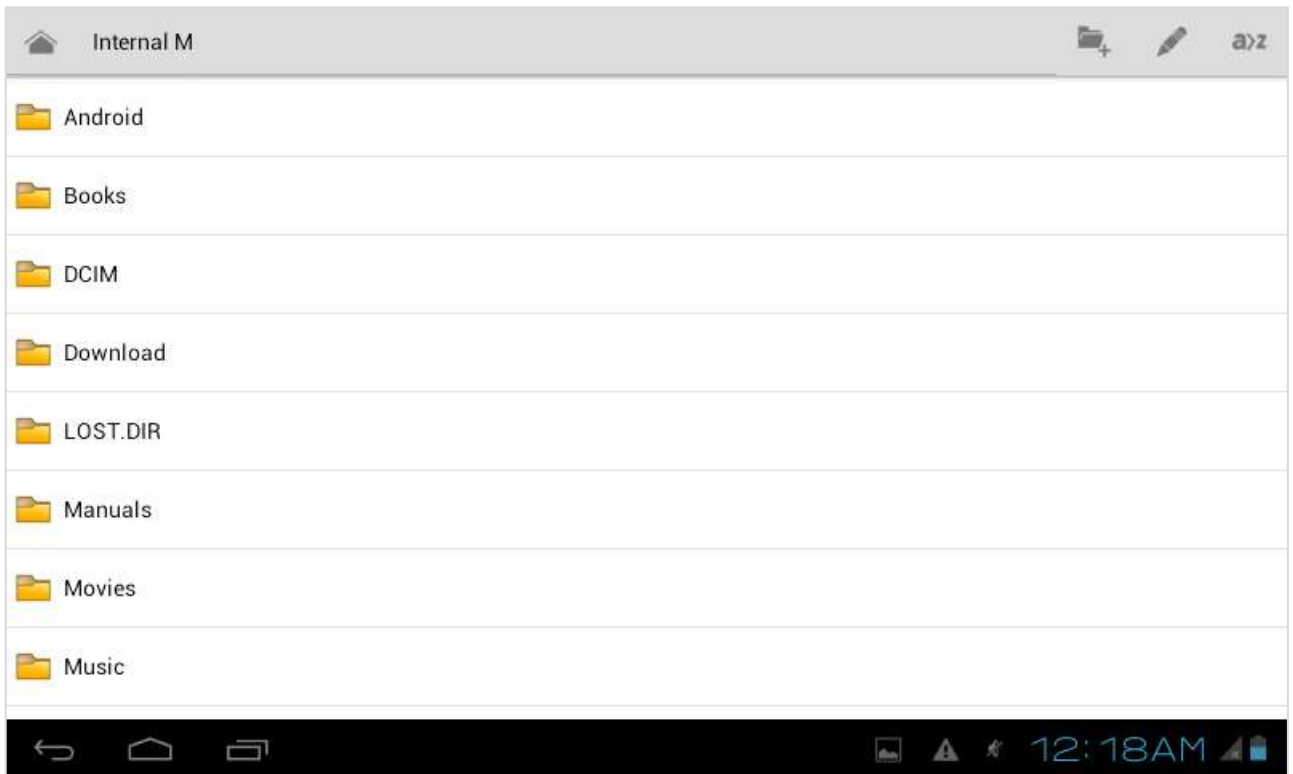 Internal M
a>z
Android
Books
DCIM
Download
LOST.DIR
Manuals
Movies
Music
12:18AM